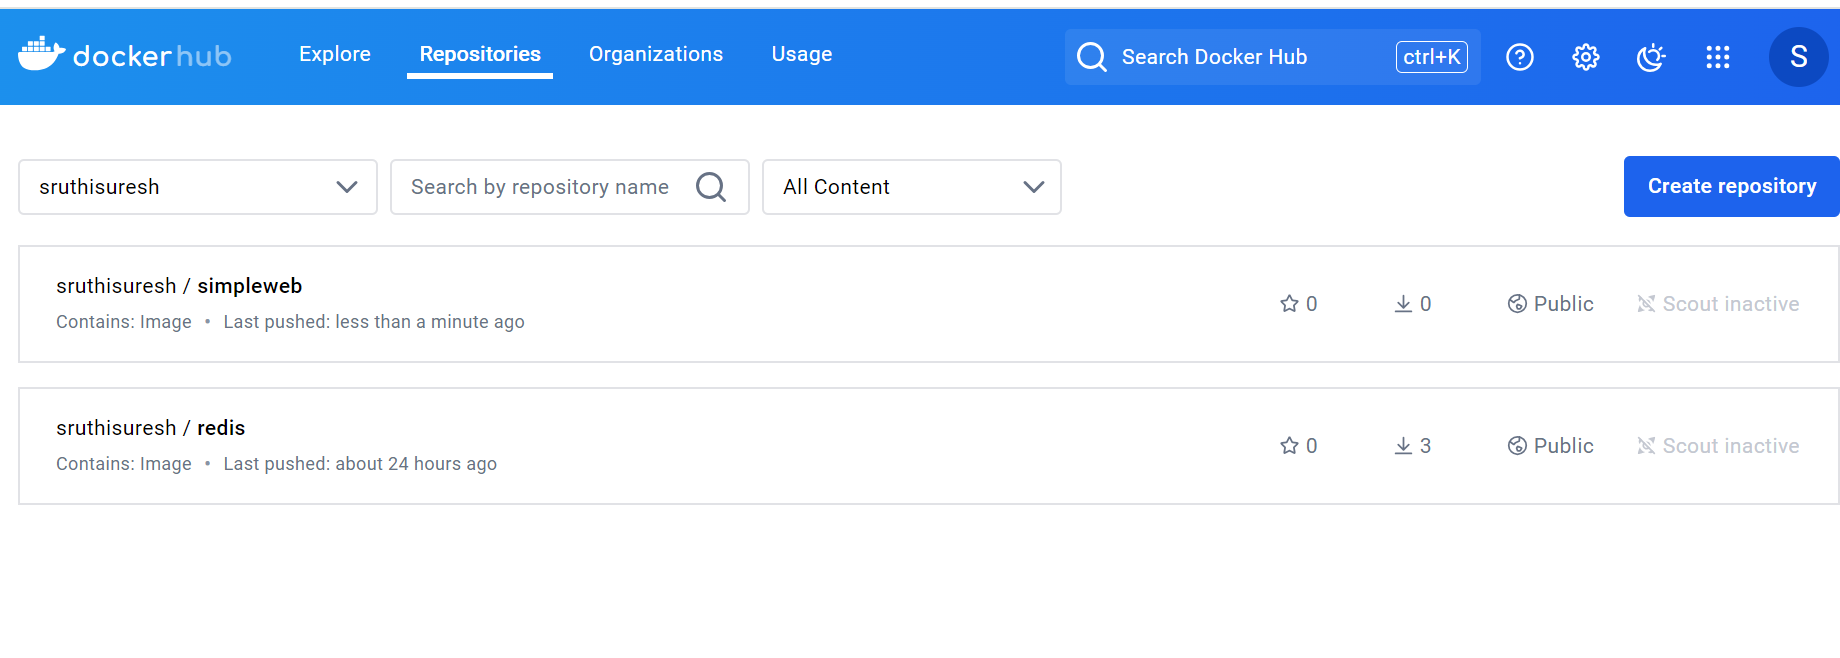 dockerhub Explore Repositories Organizations Usage Search Docker Hub ctrl+K ? S
sruthisuresh Search by repository name All Content Create repository
sruthisuresh / simpleweb
Contains: Image • Last pushed: less than a minute ago
0 0 Public Scout inactive
sruthisuresh / redis
Contains: Image • Last pushed: about 24 hours ago
0 3 Public Scout inactive